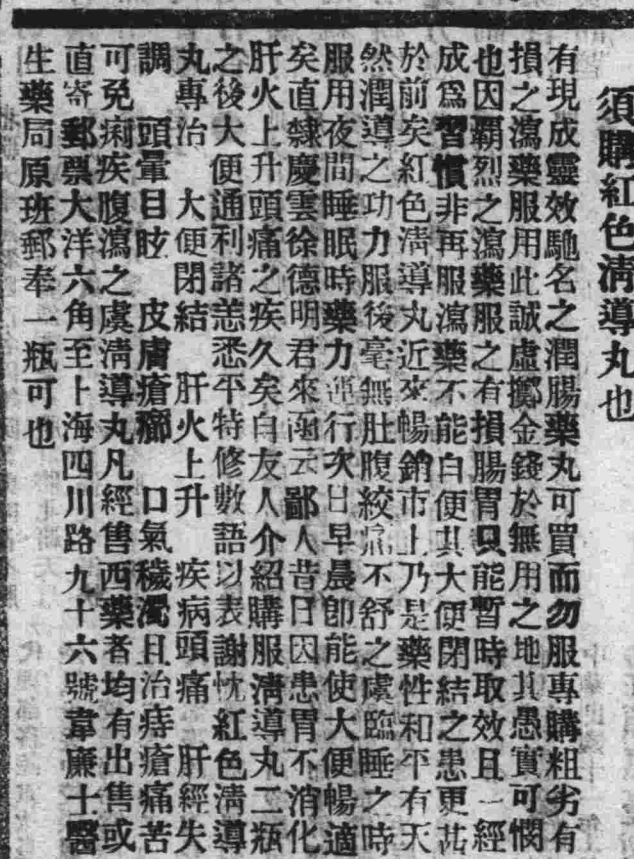 須購紅色清導丸也
有現成靈效馳名之潤腸藥丸可買而勿服專購粗劣有
損之瀉藥服用此誠虛擲金錢於無用之地其愚實可憫
也因霸烈之瀉藥服之有損腸胃只能暫時取效且一經
成爲習慣非再服瀉藥不能自便其大便閉結之患更甚
於前矣紅色清導丸近來暢銷市上乃是藥性和平有天
然潤導之功力服後毫無肚腹絞痛不舒之虞臨睡之時
服用夜間睡眠時藥力運行次日早晨卽能使大便暢適
矣直隸慶雲徐德明君來函云鄙人昔日因患胃不消化
肝火上升頭痛之疾久矣自友人介紹購服清導丸二瓶
之後大便通利諸恙悉平特修數語以表謝忱紅色清導
丸專治 大便閉結 肝火上升 疾病頭痛 肝經失
調 頭暈目眩 皮膚瘡癤 口氣穢濁且治痔瘡痛苦
可免痢疾腹瀉之虞清導丸凡經售西藥者均有出售或
直寄郵票大洋六角至上海四川路九十六號韋廉士醫
生藥局原班郵奉一瓶可也